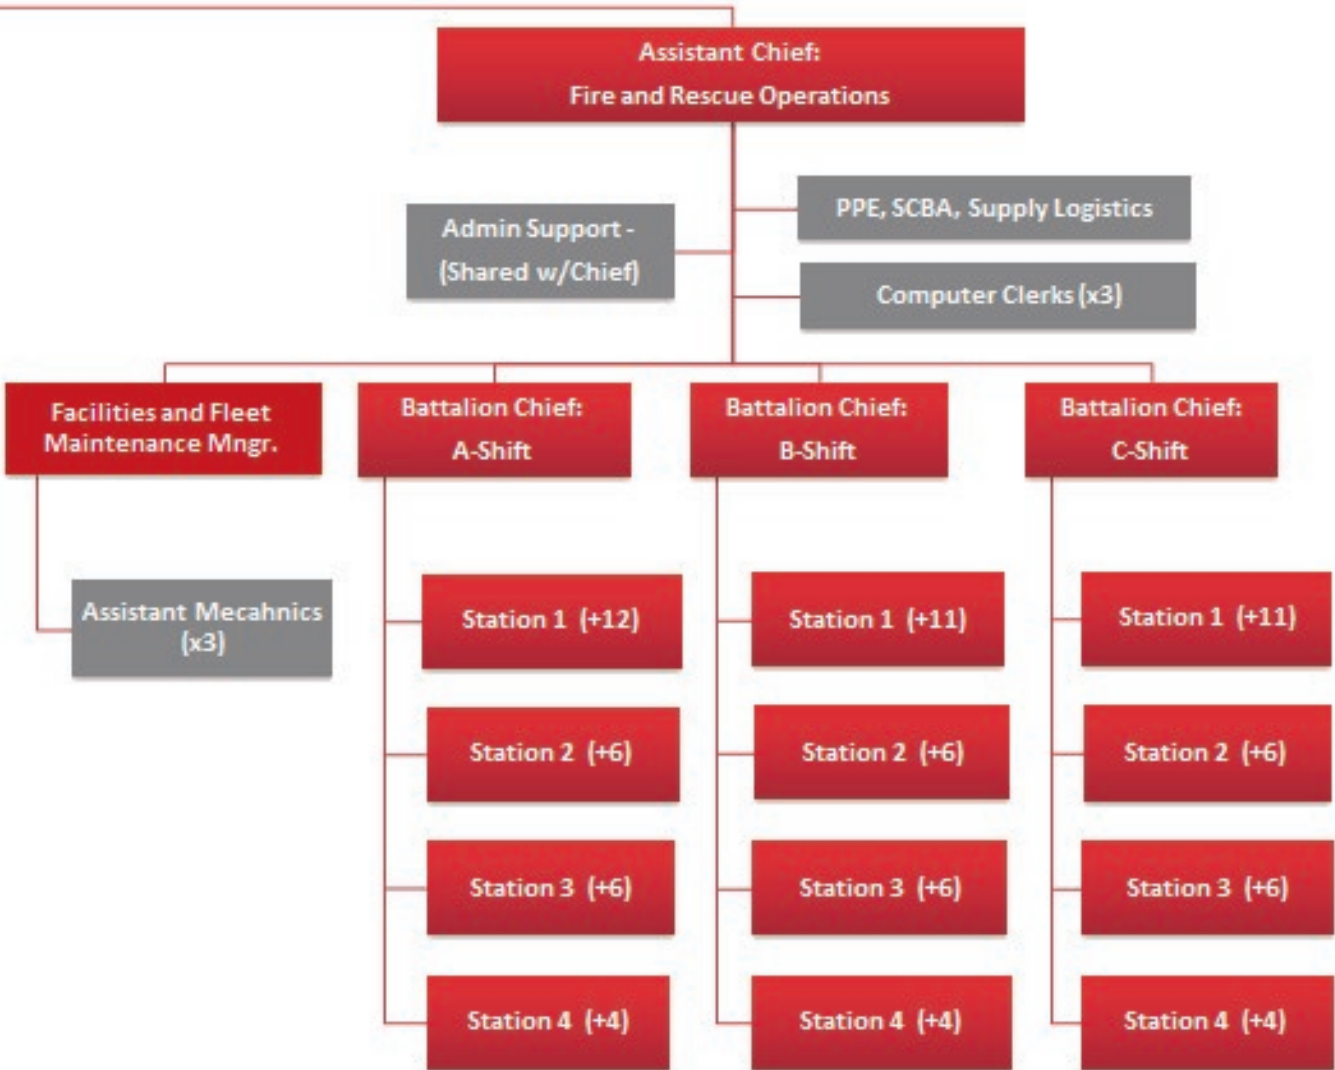 Assistant Chief:
Fire and Rescue Operations
Admin Support -
(Shared w/Chief)
PPE, SCBA, Supply Logistics
Computer Clerks (x3)
Facilities and Fleet
Maintenance Mngr.
Battalion Chief:
A-Shift
Battalion Chief:
B-Shift
Battalion Chief:
C-Shift
Assistant Mecahnics
(x3)
Station 1 (+12)
Station 1 (+11)
Station 1 (+11)
Station 2 (+6)
Station 2 (+6)
Station 2 (+6)
Station 3 (+6)
Station 3 (+6)
Station 3 (+6)
Station 4 (+4)
Station 4 (+4)
Station 4 (+4)